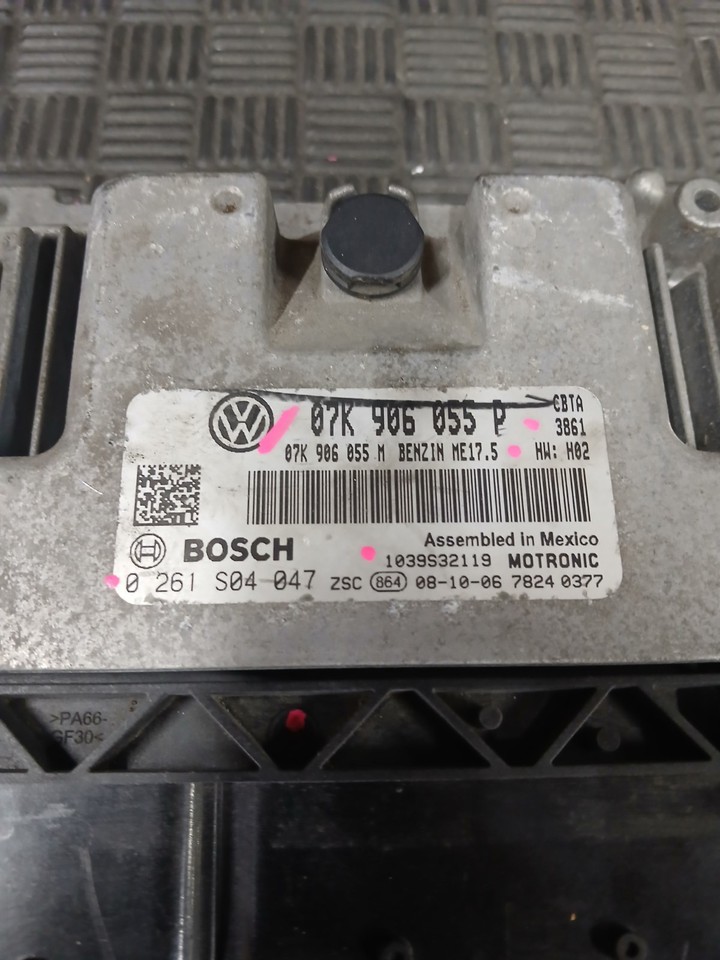 07K 906 055 P CBTA
3861
07K 906 055 M BENZIN ME17.5 HW: H02
Assembled in Mexico
BOSCH 1039S32119 MOTRONIC
0 261 S04 047 ZSC 864 08-10-06 7824 0377
>PA66-
GF30<